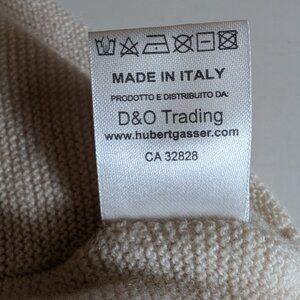 MADE IN ITALY
PRODOTTO E DISTRIBUITO DA:
D&O Trading
www.hubertgasser.com
CA 32828